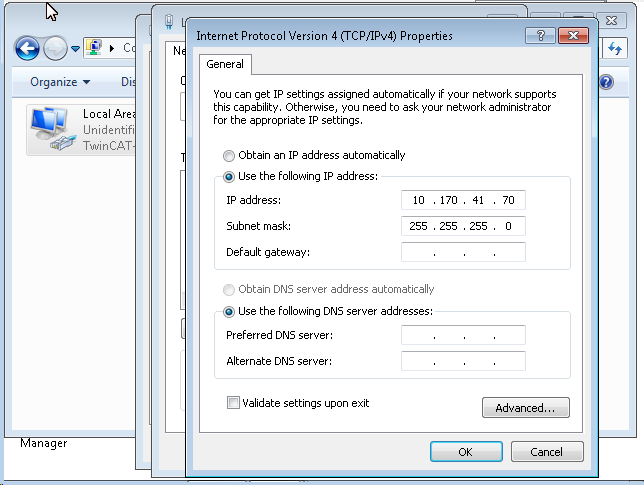 Internet Protocol Version 4 (TCP/IPv4) Properties
General
Organize
Local Area
Unidentifi
TwinCAT-
You can get IP settings assigned automatically if your network supports
this capability. Otherwise, you need to ask your network administrator
for the appropriate IP settings.
Obtain an IP address automatically
Use the following IP address:
IP address: 10 . 170 . 41 . 70
Subnet mask: 255 . 255 . 255 . 0
Default gateway: . . .
Obtain DNS server address automatically
Use the following DNS server addresses:
Preferred DNS server: . . .
Alternate DNS server: . . .
Validate settings upon exit
Advanced...
OK Cancel
Manager